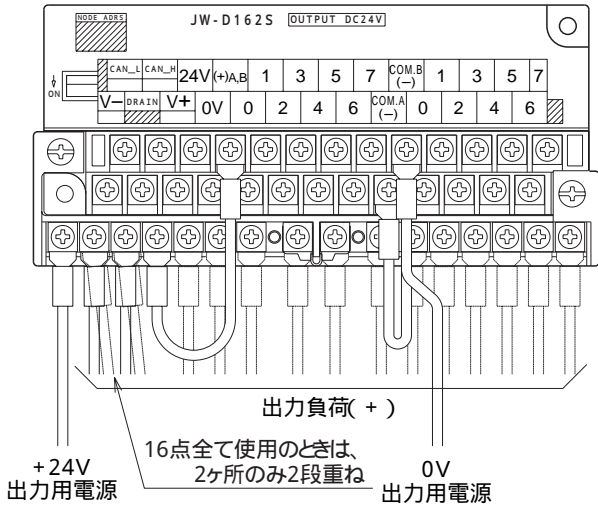 NODE ADRS
JW-D162S OUTPUT DC24V
CAN_L CAN_H 24V (+)A,B 1 3 5 7 COM.B (−) 1 3 5 7
ON
V− DRAIN V+ 0V 0 2 4 6 COM.A (−) 0 2 4 6
出力負荷(+)
16点全て使用のときは、
2ヶ所のみ2段重ね
+24V
出力用電源
0V
出力用電源